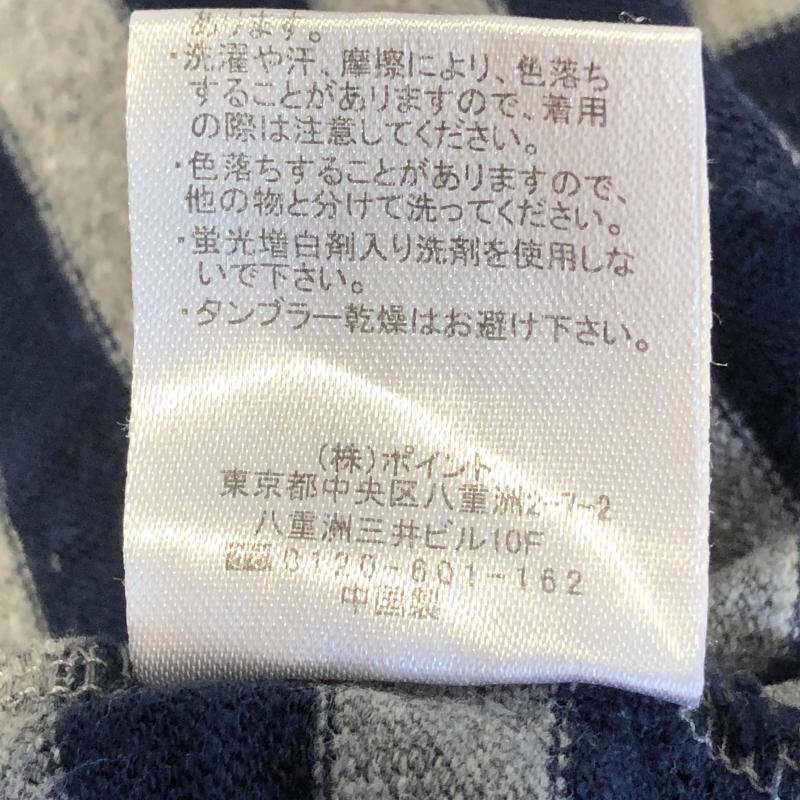 あります。
・洗濯や汗、摩擦により、色落ち
することがありますので、着用
の際は注意してください。
・色落ちすることがありますので、
他の物と分けて洗ってください。
・蛍光増白剤入り洗剤を使用しな
いで下さい。
・タンブラー乾燥はお避け下さい。
(株)ポイント
東京都中央区八重洲2-7-2
八重洲三井ビル10F
0120-601-162
中国製